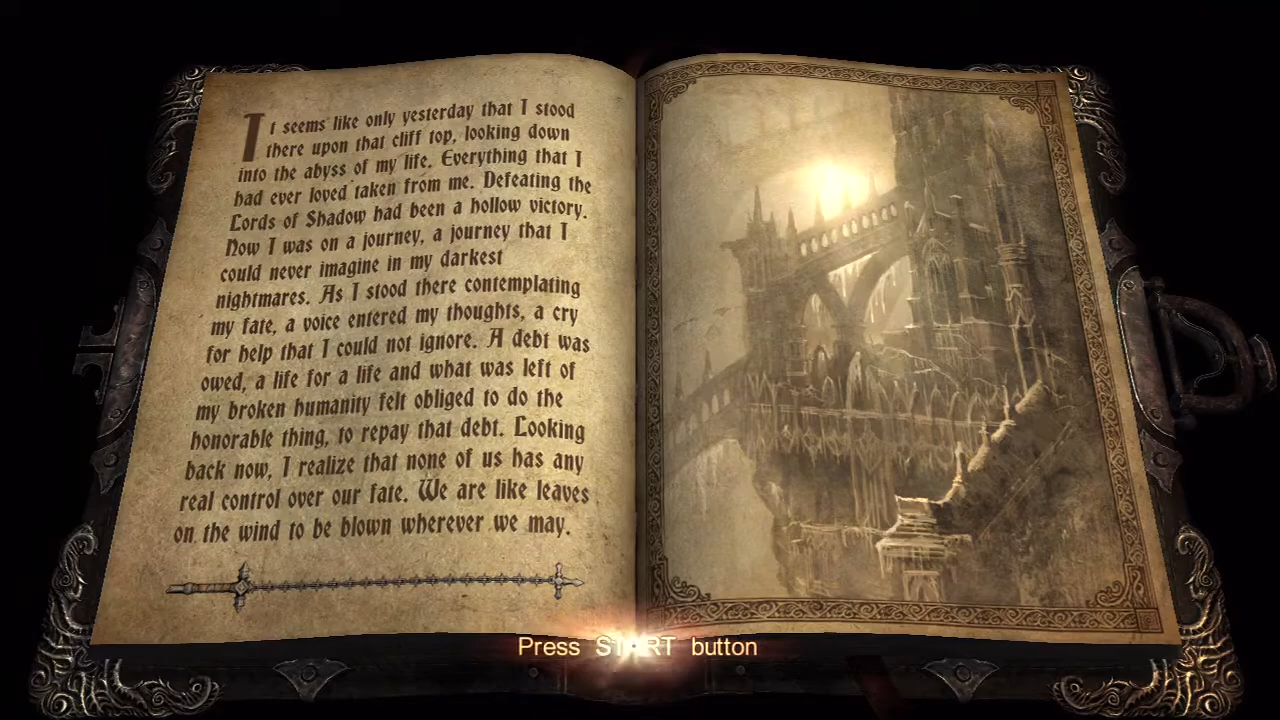 It seems like only yesterday that I stood
there upon that cliff top, looking down
into the abyss of my life. Everything that I
had ever loved taken from me. Defeating the
Lords of Shadow had been a hollow victory.
Now I was on a journey, a journey that I
could never imagine in my darkest
nightmares. As I stood there contemplating
my fate, a voice entered my thoughts, a cry
for help that I could not ignore. A debt was
owed, a life for a life and what was left of
my broken humanity felt obliged to do the
honorable thing, to repay that debt. Looking
back now, I realize that none of us has any
real control over our fate. We are like leaves
on the wind to be blown wherever we may.
Press START button